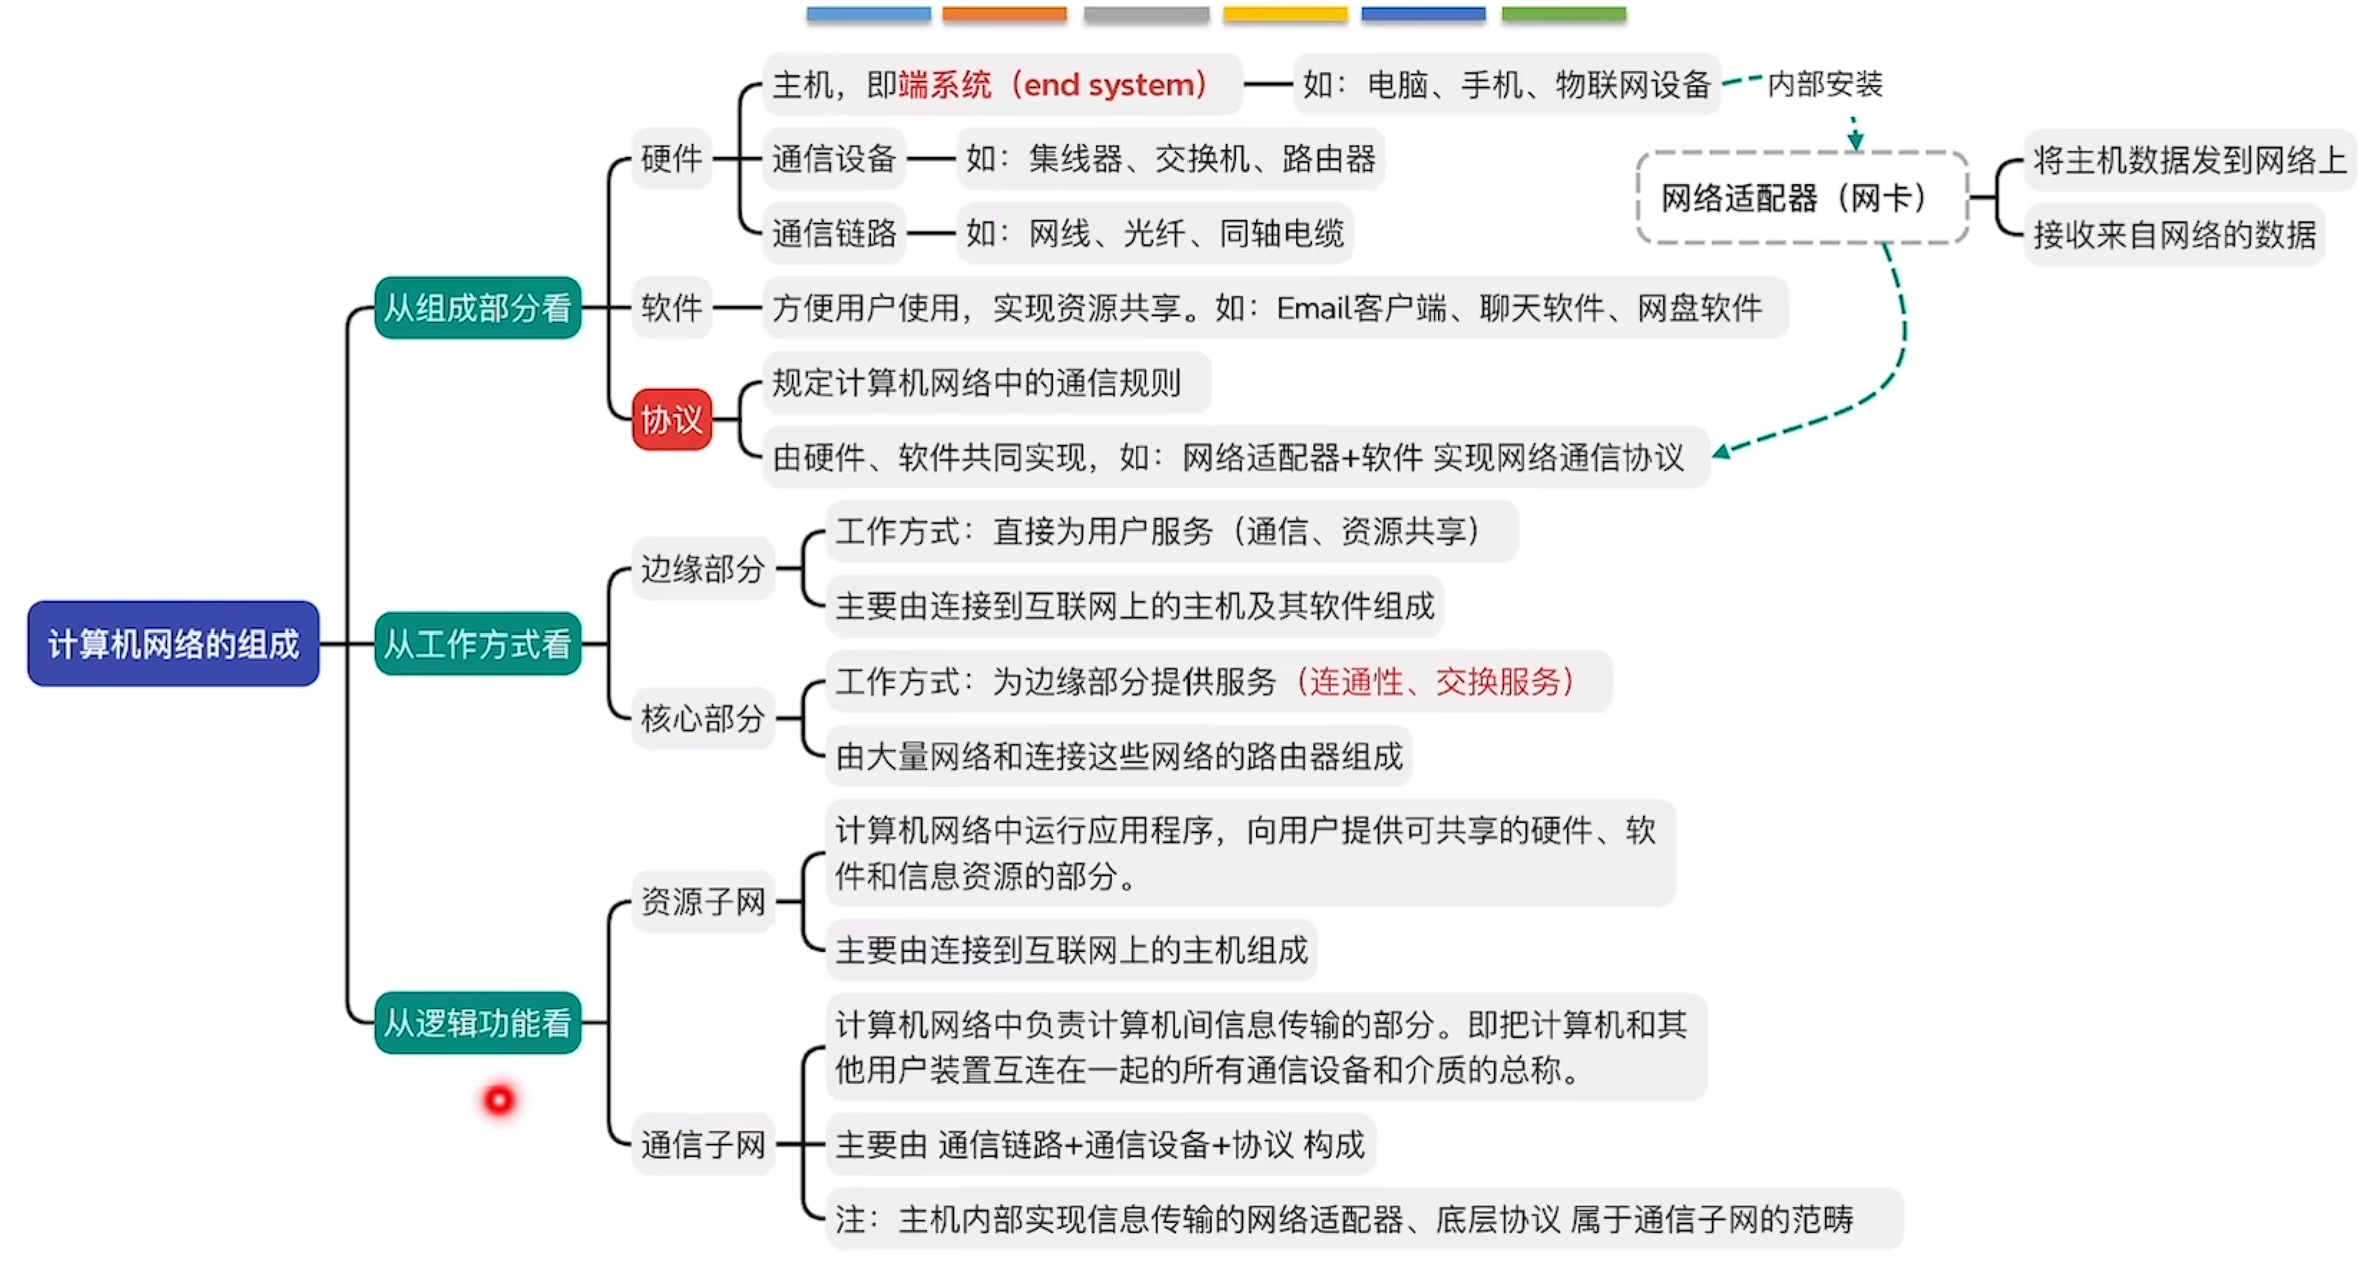 主机，即端系统（end system）
如：电脑、手机、物联网设备
内部安装
硬件
通信设备
如：集线器、交换机、路由器
网络适配器（网卡）
将主机数据发到网络上
接收来自网络的数据
通信链路
如：网线、光纤、同轴电缆
从组成部分看
软件
方便用户使用，实现资源共享。如：Email客户端、聊天软件、网盘软件
协议
规定计算机网络中的通信规则
由硬件、软件共同实现，如：网络适配器+软件 实现网络通信协议
计算机网络的组成
从工作方式看
边缘部分
工作方式：直接为用户服务（通信、资源共享）
主要由连接到互联网上的主机及其软件组成
核心部分
工作方式：为边缘部分提供服务（连通性、交换服务）
由大量网络和连接这些网络的路由器组成
从逻辑功能看
资源子网
计算机网络中运行应用程序，向用户提供可共享的硬件、软
件和信息资源的部分。
主要由连接到互联网上的主机组成
通信子网
计算机网络中负责计算机间信息传输的部分。即把计算机和其
他用户装置互连在一起的所有通信设备和介质的总称。
主要由 通信链路+通信设备+协议 构成
注：主机内部实现信息传输的网络适配器、底层协议 属于通信子网的范畴